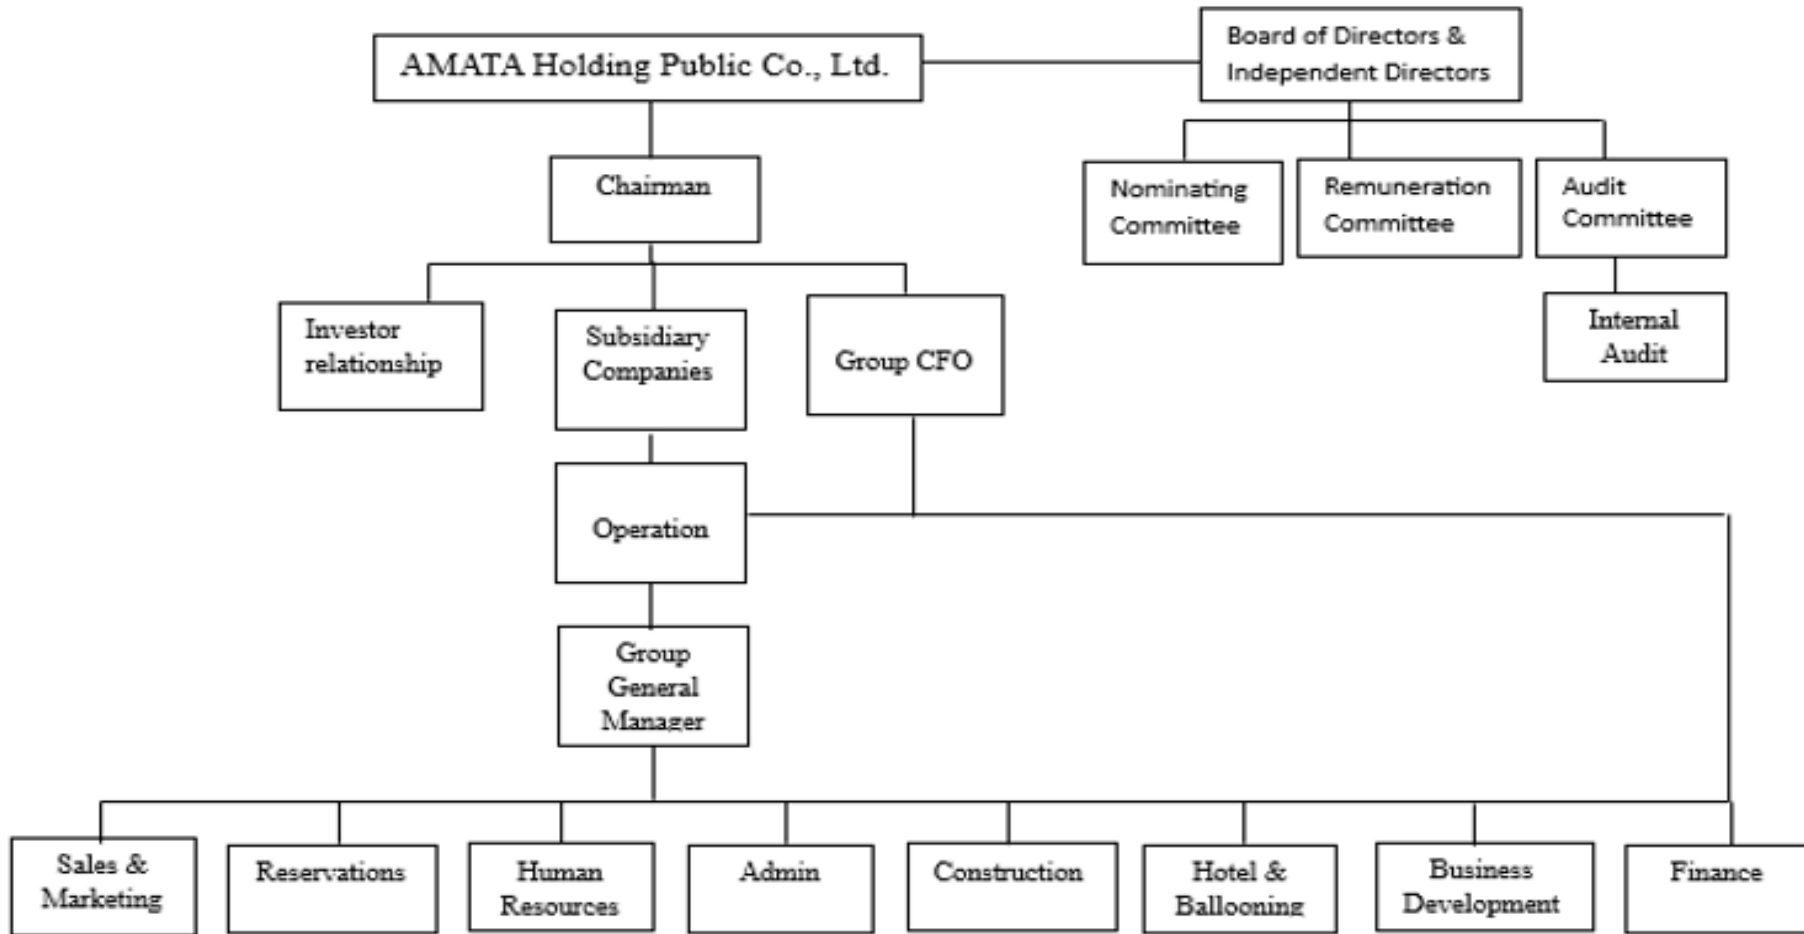 AMATA Holding Public Co., Ltd.
Board of Directors &
Independent Directors
Chairman
Nominating
Committee
Remuneration
Committee
Audit
Committee
Investor
relationship
Subsidiary
Companies
Group CFO
Internal
Audit
Operation
Group
General
Manager
Sales &
Marketing
Reservations
Human
Resources
Admin
Construction
Hotel &
Ballooning
Business
Development
Finance